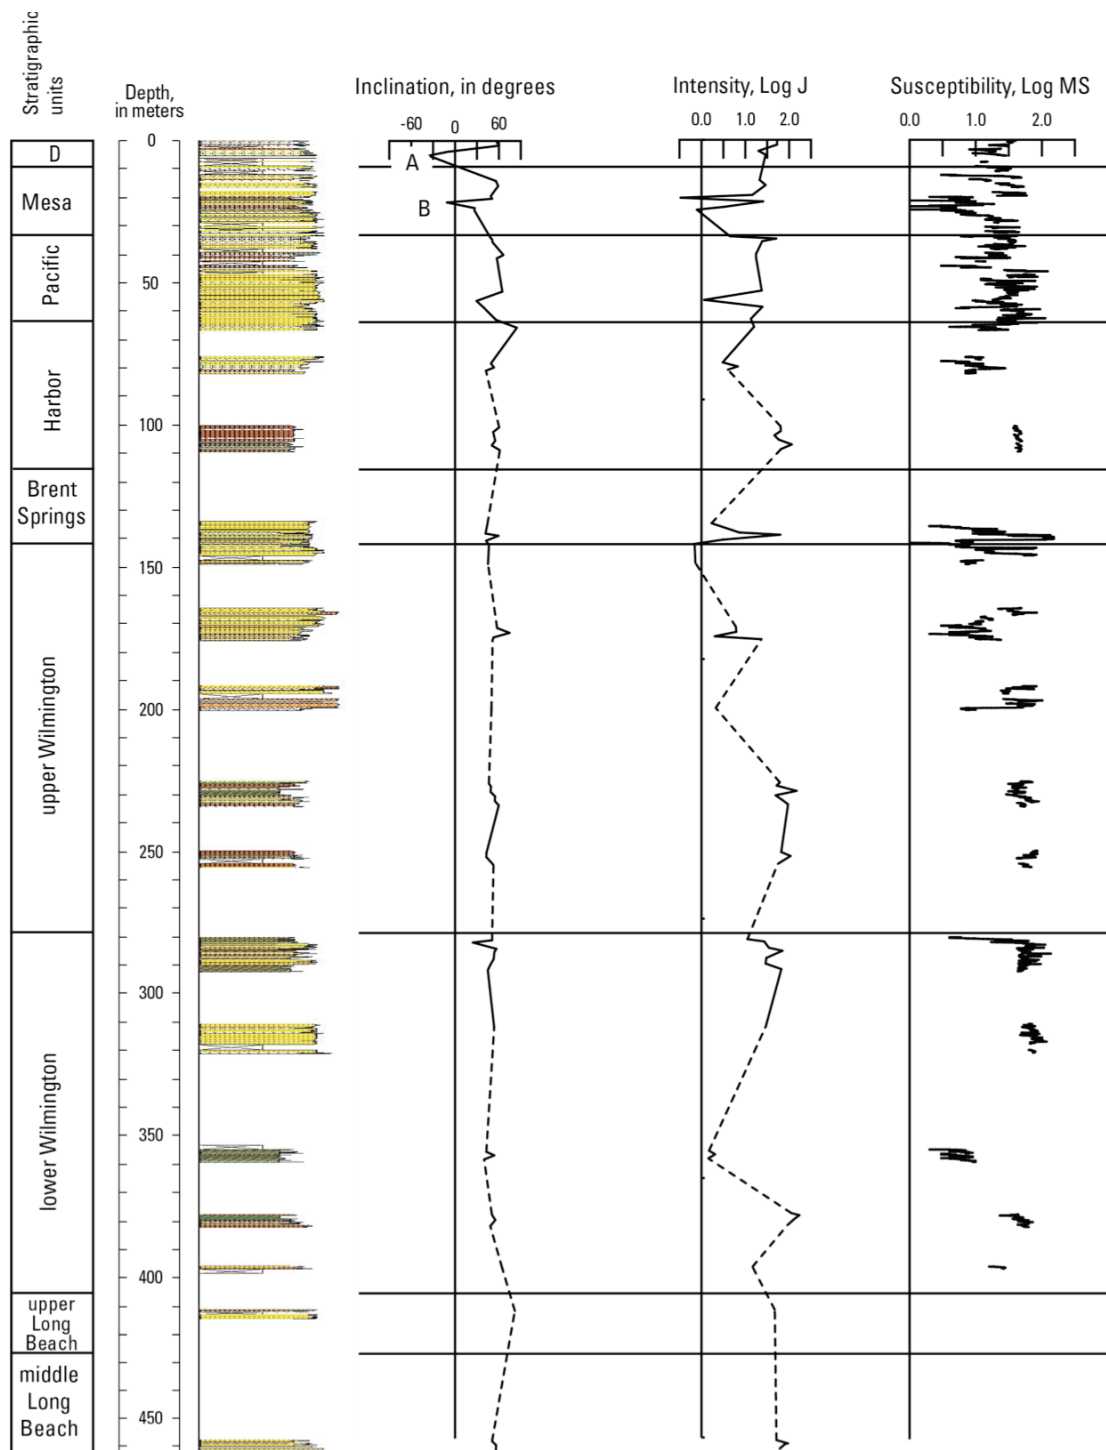 Stratigraphic
units
Depth,
in meters
Inclination, in degrees
Intensity, Log J
Susceptibility, Log MS
-60 0 60
0.0 1.0 2.0
0.0 1.0 2.0
D
Mesa
Pacific
Harbor
Brent
Springs
upper Wilmington
lower Wilmington
upper
Long
Beach
middle
Long
Beach
0
50
100
150
200
250
300
350
400
450
A
B